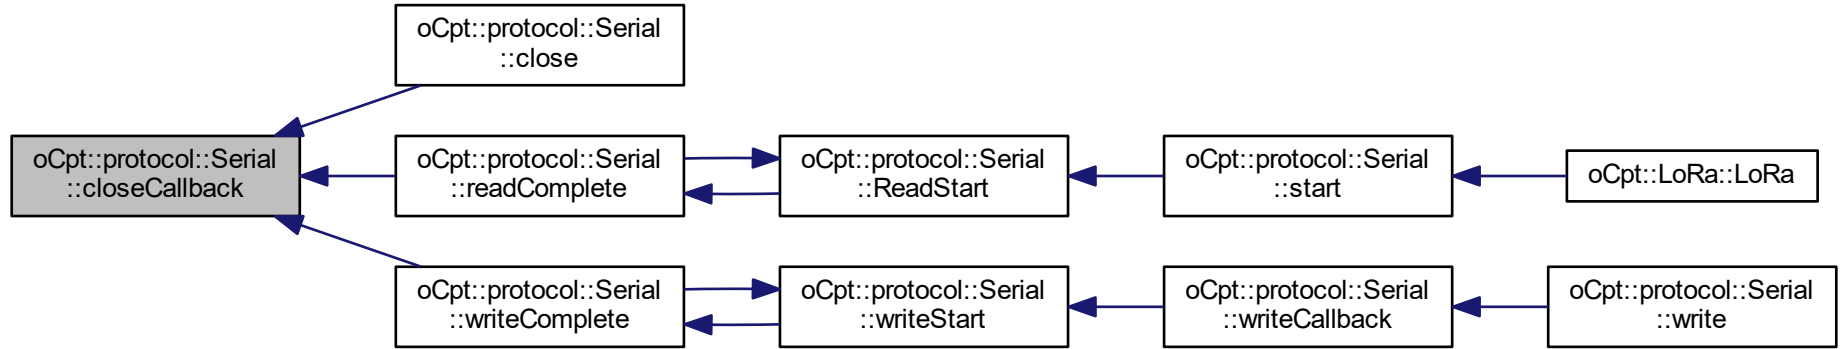 oCpt::protocol::Serial
::close
oCpt::protocol::Serial
::closeCallback
oCpt::protocol::Serial
::readComplete
oCpt::protocol::Serial
::ReadStart
oCpt::protocol::Serial
::start
oCpt::LoRa::LoRa
oCpt::protocol::Serial
::writeComplete
oCpt::protocol::Serial
::writeStart
oCpt::protocol::Serial
::writeCallback
oCpt::protocol::Serial
::write